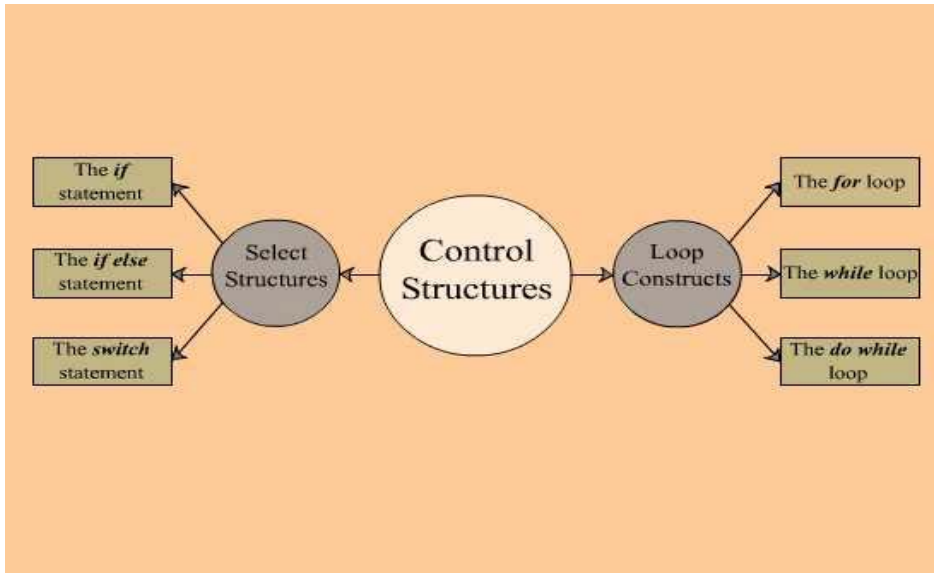 Control
Structures
Select
Structures
The if
statement
The if else
statement
The switch
statement
Loop
Constructs
The for loop
The while loop
The do while
loop